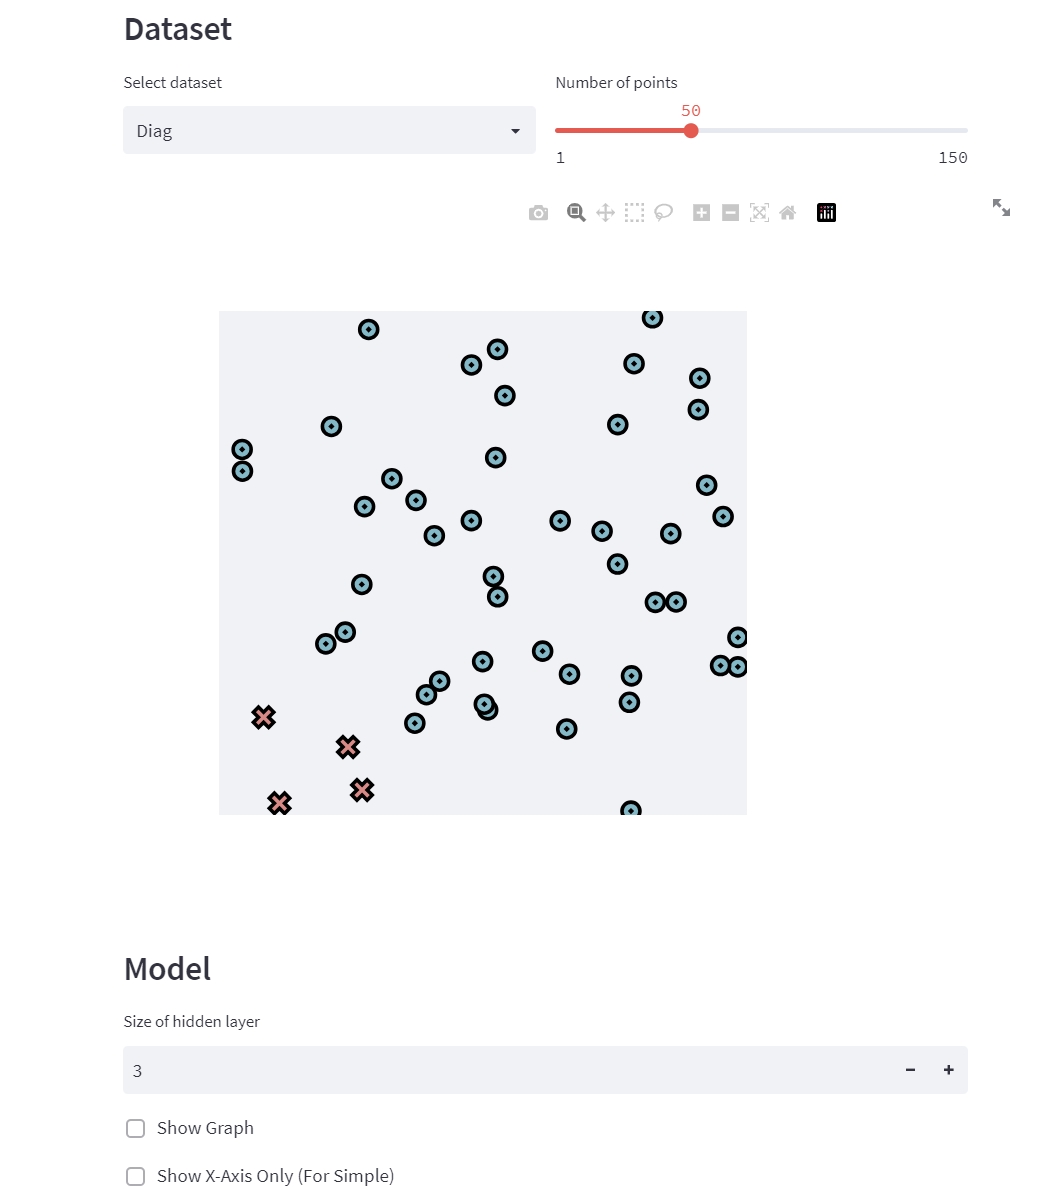 Dataset
Select dataset
Number of points
Diag
50
1
150
Model
Size of hidden layer
3
Show Graph
Show X-Axis Only (For Simple)